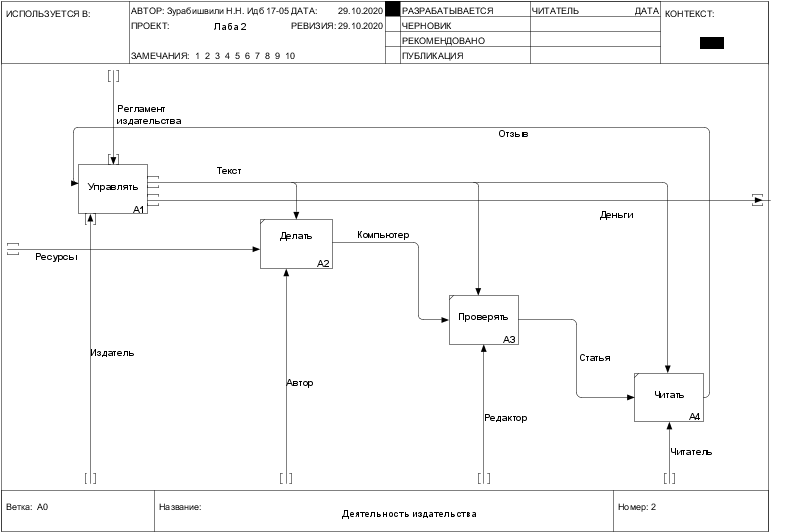 ИСПОЛЬЗУЕТСЯ В:
АВТОР: Зурабишвили Н.Н. Идб 17-05 ДАТА: 29.10.2020
РАЗРАБАТЫВАЕТСЯ
ЧИТАТЕЛЬ ДАТА
КОНТЕКСТ:
ПРОЕКТ: Лаба 2 РЕВИЗИЯ: 29.10.2020
ЧЕРНОВИК
РЕКОМЕНДОВАНО
ЗАМЕЧАНИЯ: 1 2 3 4 5 6 7 8 9 10
ПУБЛИКАЦИЯ
Регламент
издательства
Отзыв
Текст
Управлять
A1
Деньги
Делать
A2
Компьютер
Ресурсы
Проверять
A3
Издатель
Статья
Автор
Читать
A4
Редактор
Читатель
Ветка: A0
Название:
Деятельность издательства
Номер: 2